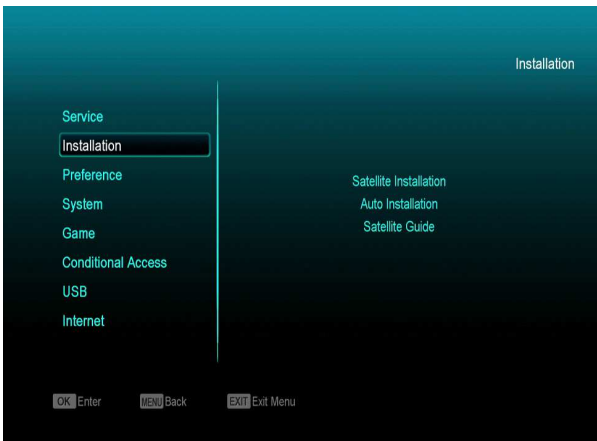 Installation
Service
Installation
Preference
System
Game
Conditional Access
USB
Internet
Satellite Installation
Auto Installation
Satellite Guide
OK Enter MENU Back EXIT Exit Menu